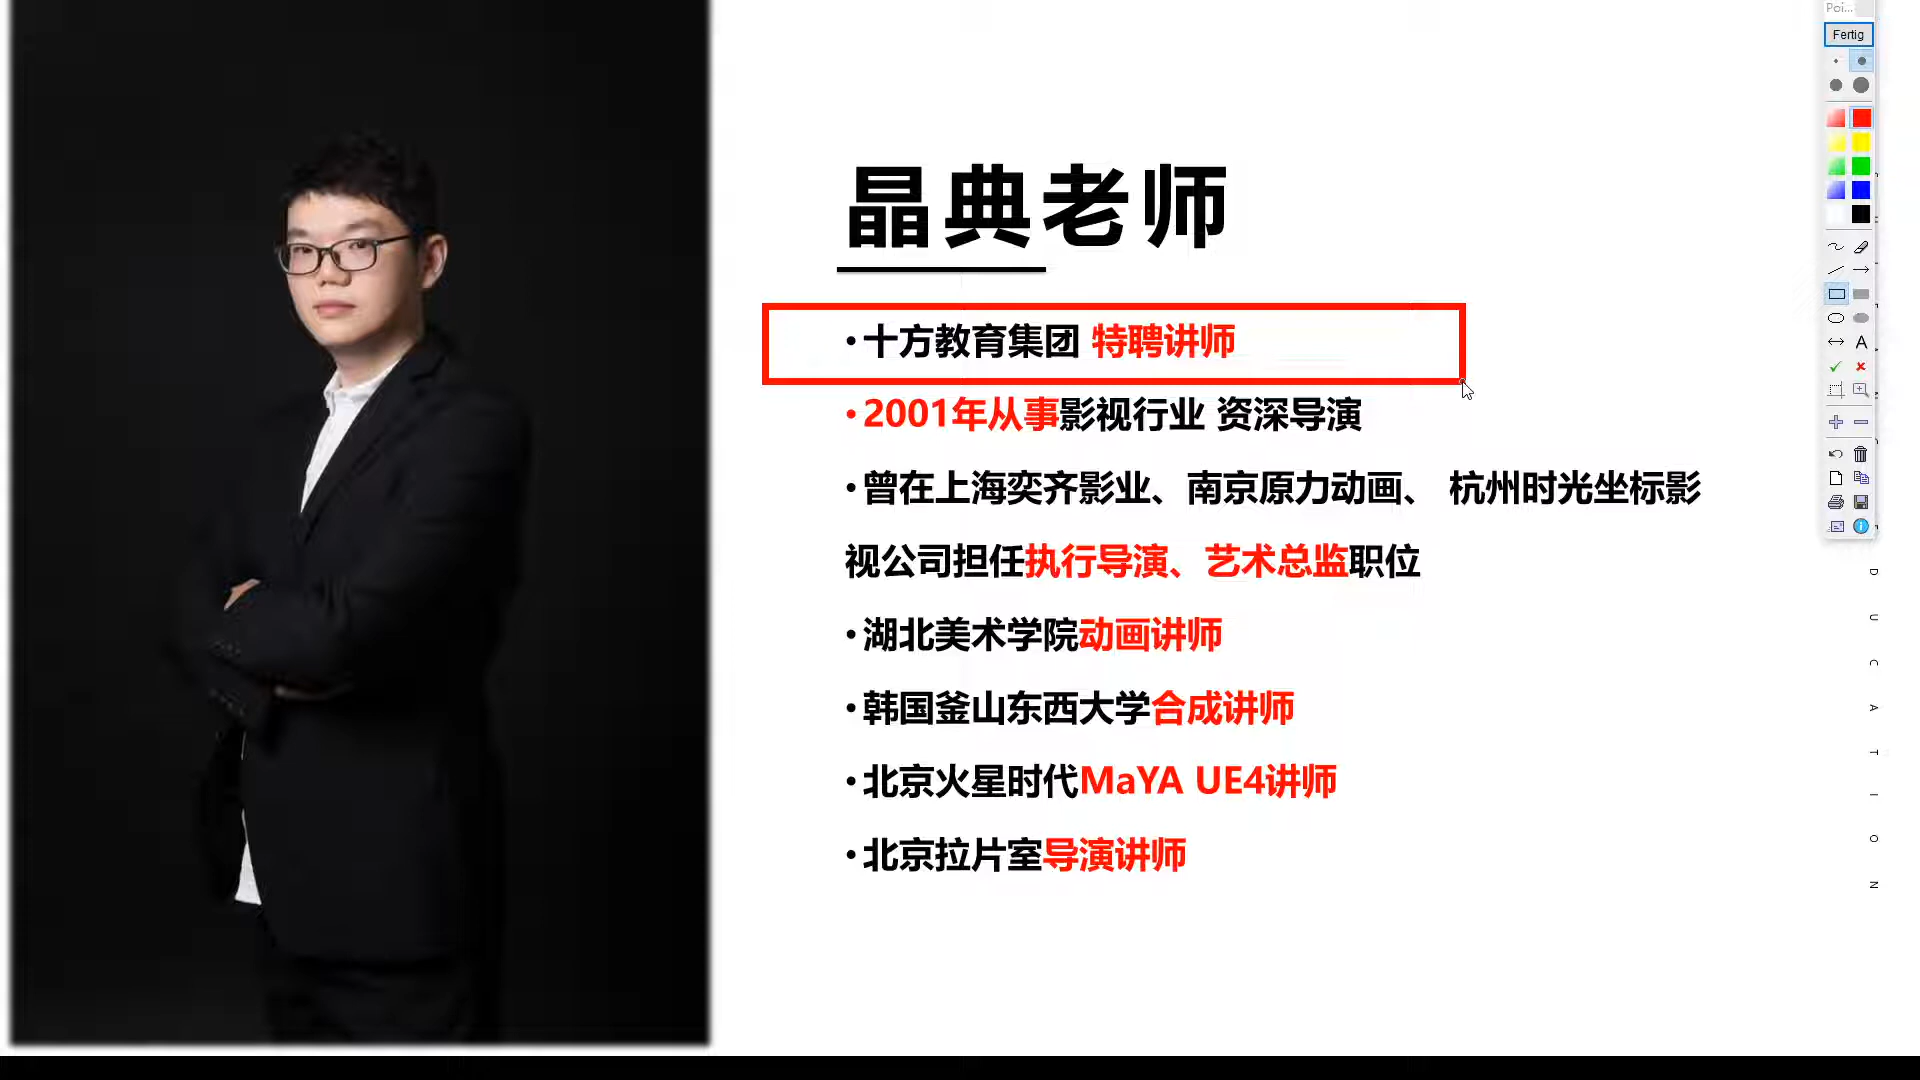 晶典老师
•十方教育集团 特聘讲师
•2001年从事影视行业 资深导演
•曾在上海奕齐影业、南京原力动画、 杭州时光坐标影
视公司担任执行导演、艺术总监职位
•湖北美术学院动画讲师
•韩国釜山东西大学合成讲师
•北京火星时代MaYA UE4讲师
•北京拉片室导演讲师
Poi...
Fertig
A
D U C A T I O N